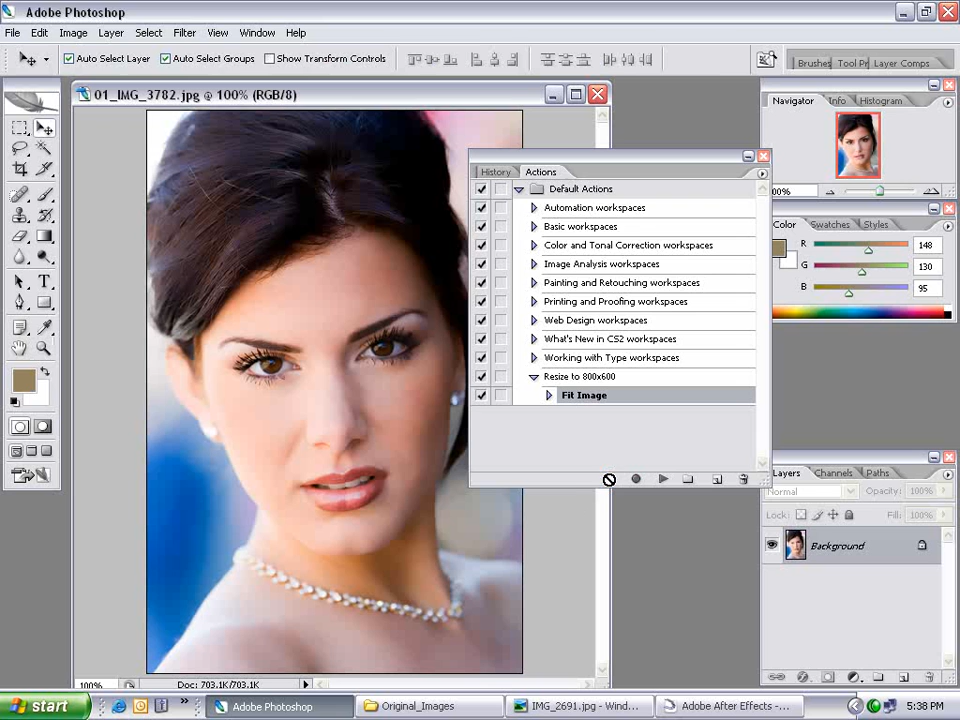 Adobe Photoshop
File Edit Image Layer Select Filter View Window Help
Auto Select Layer Auto Select Groups Show Transform Controls
Brushes Tool Pr Layer Comps
01_IMG_3782.jpg @ 100% (RGB/8)
Navigator Info Histogram
00%
History Actions
Default Actions
Automation workspaces
Basic workspaces
Color and Tonal Correction workspaces
Image Analysis workspaces
Painting and Retouching workspaces
Printing and Proofing workspaces
Web Design workspaces
What's New in CS2 workspaces
Working with Type workspaces
Resize to 800x600
Fit Image
Color Swatches Styles
R 148
G 130
B 95
Layers Channels Paths
Normal Opacity: 100%
Lock: Fill: 100%
Background
100% Doc: 703.1K/703.1K
start Adobe Photoshop Original_Images IMG_2691.jpg - Wind... Adobe After Effects - ... 5:38 PM